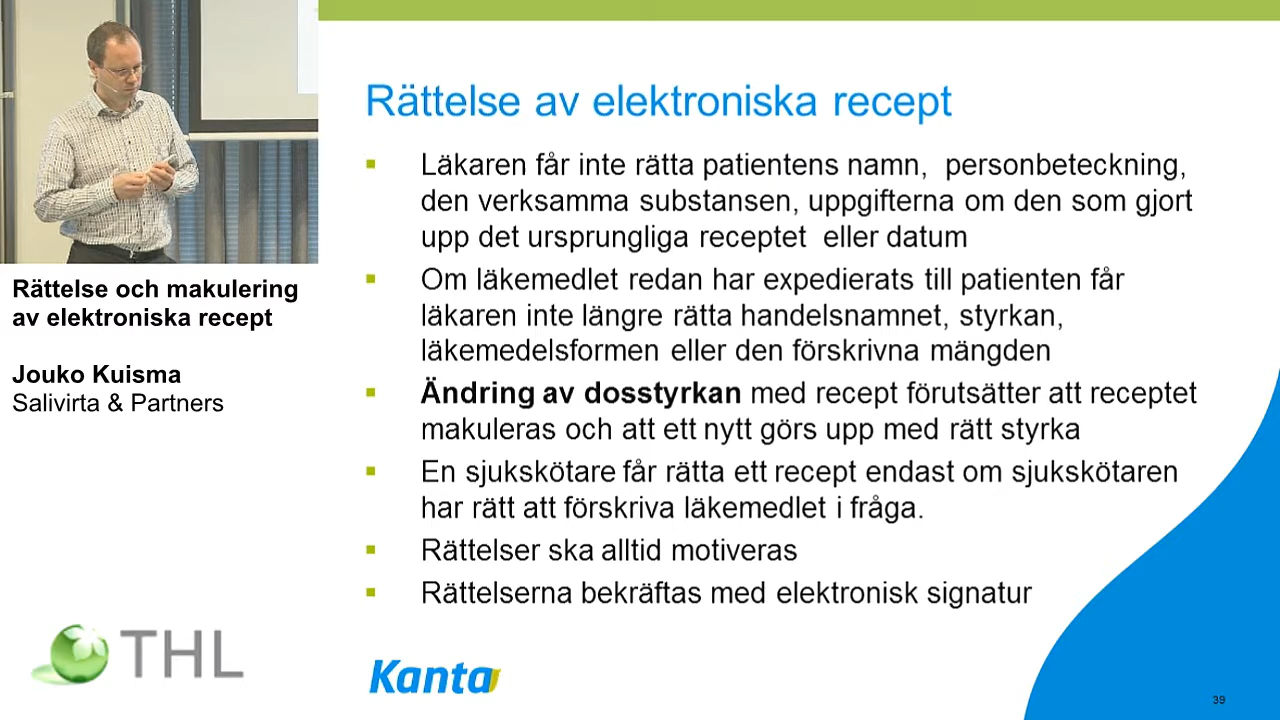 Rättelse av elektroniska recept
Läkaren får inte rätta patientens namn, personbeteckning,
den verksamma substansen, uppgifterna om den som gjort
upp det ursprungliga receptet eller datum
Om läkemedlet redan har expedierats till patienten får
läkaren inte längre rätta handelsnamnet, styrkan,
läkemedelsformen eller den förskrivna mängden
Ändring av dosstyrkan med recept förutsätter att receptet
makuleras och att ett nytt görs upp med rätt styrka
En sjukskötare får rätta ett recept endast om sjukskötaren
har rätt att förskriva läkemedlet i fråga.
Rättelser ska alltid motiveras
Rättelserna bekräftas med elektronisk signatur
Rättelse och makulering
av elektroniska recept
Jouko Kuisma
Salivirta & Partners
THL
Kanta
39